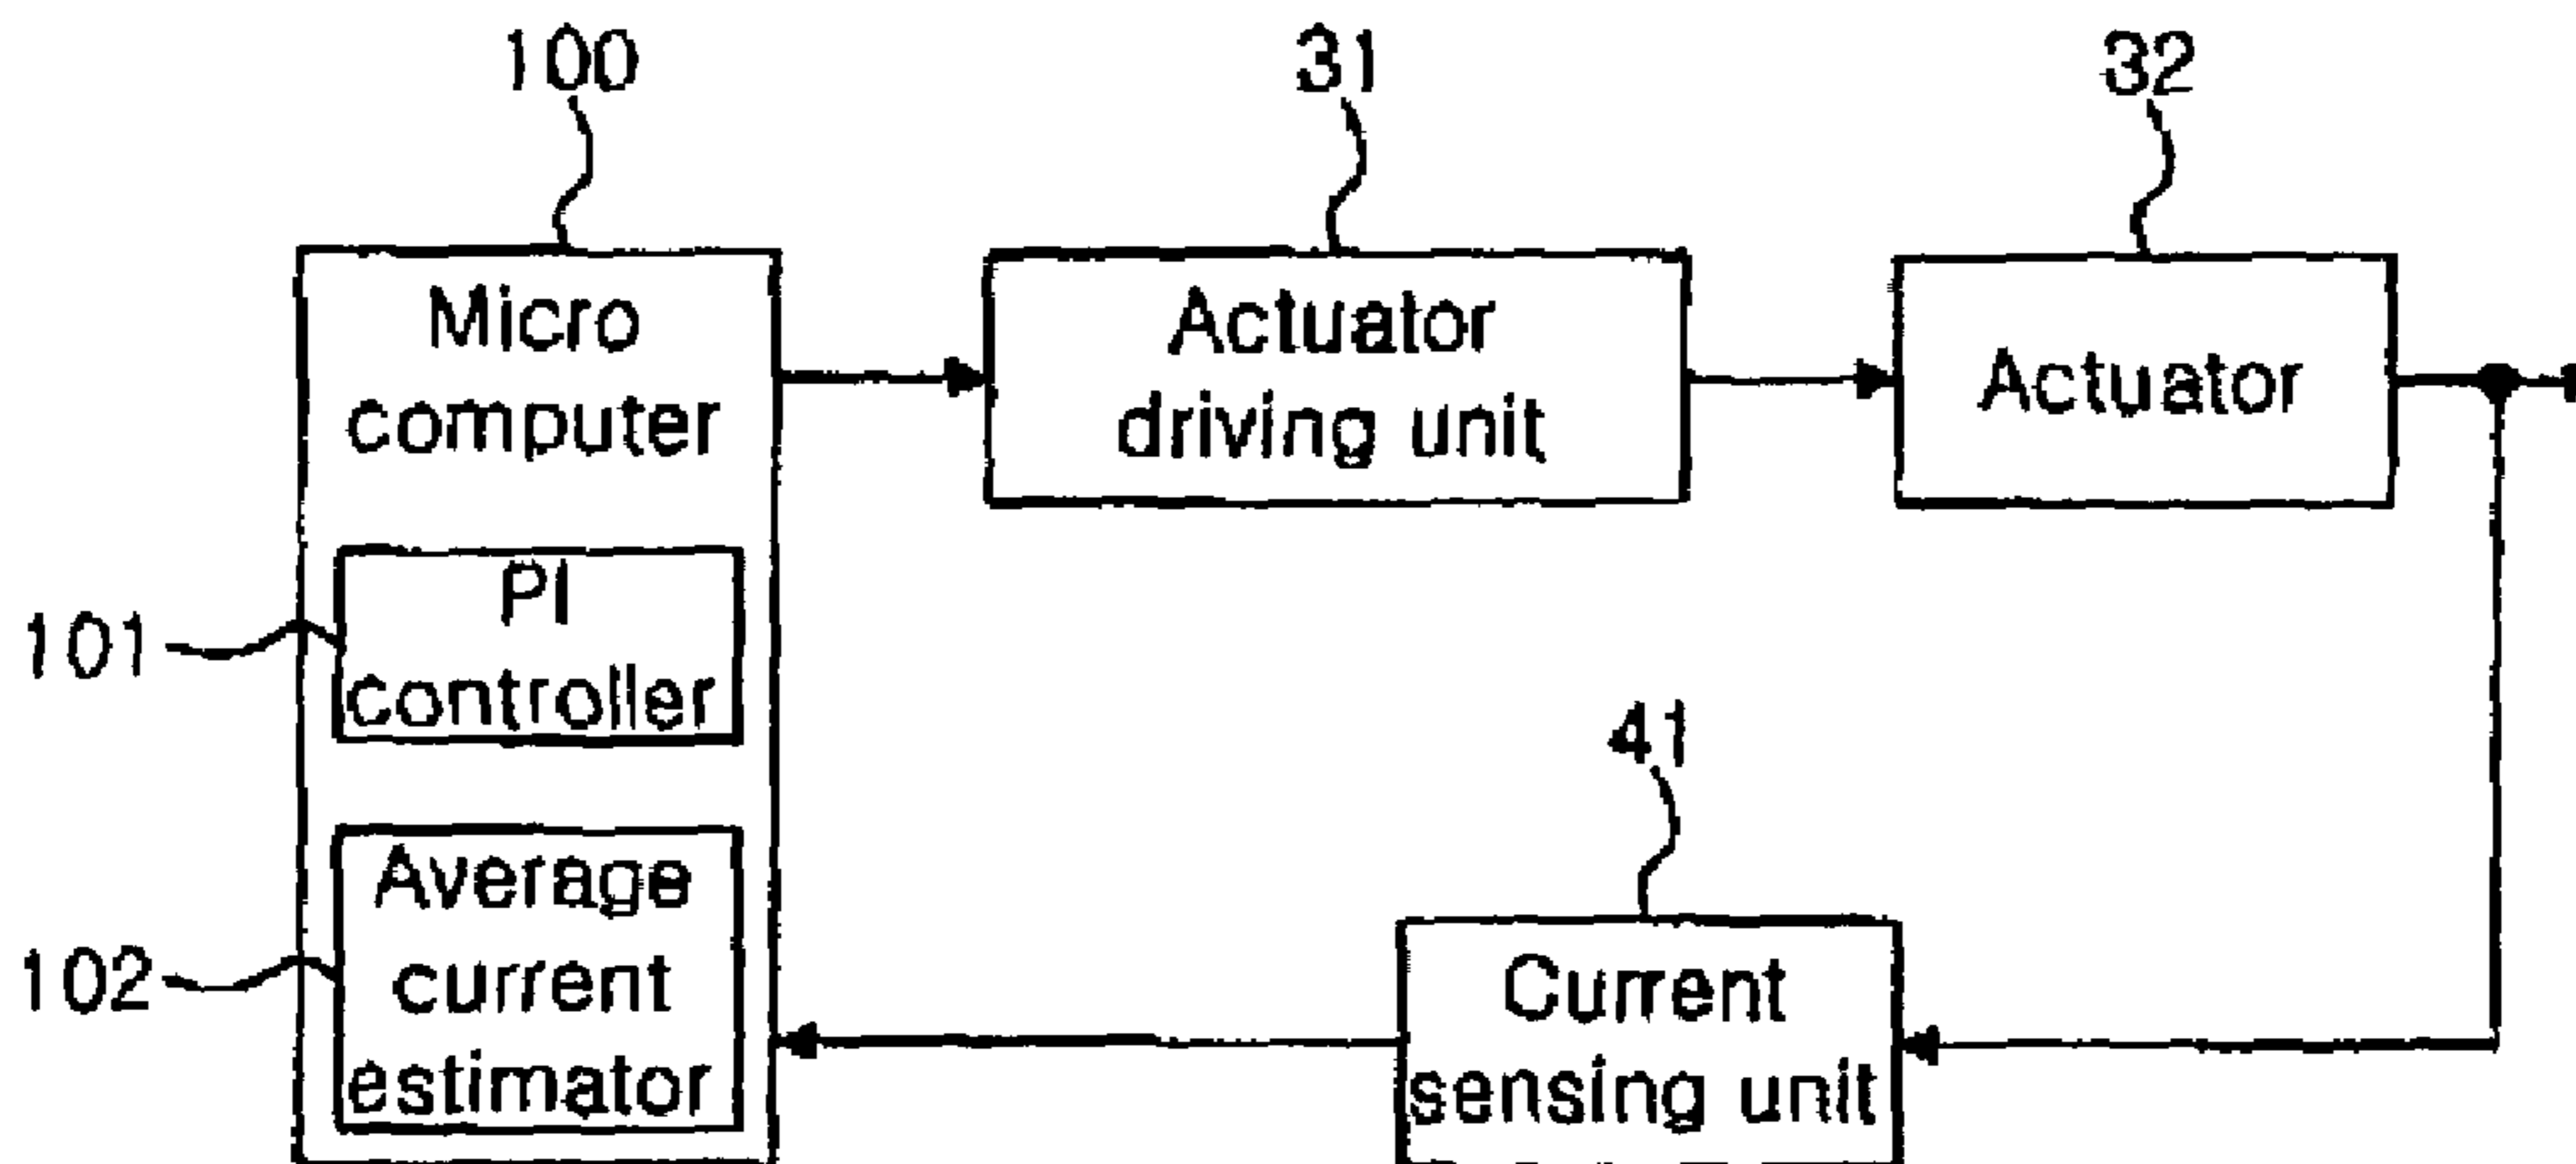 100
31
32
Micro
computer
Actuator
driving unit
Actuator
PI
controller
101
41
Average
current
estimator
102
Current
sensing unit